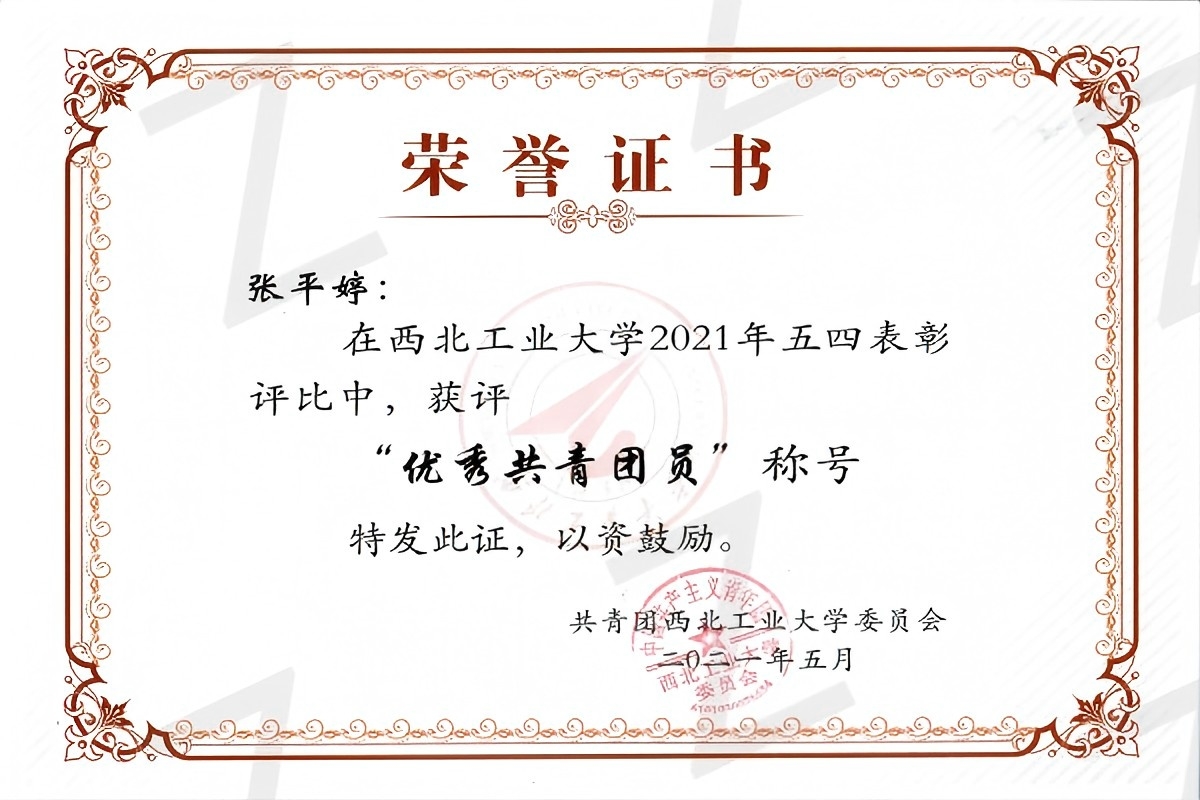 荣誉证书
张平婷：
在西北工业大学2021年五四表彰
评比中，获评
“优秀共青团员”称号
特发此证，以资鼓励。
共青团西北工业大学委员会
二〇二一年五月
中国共产主义青年团
西北工业大学
委员会